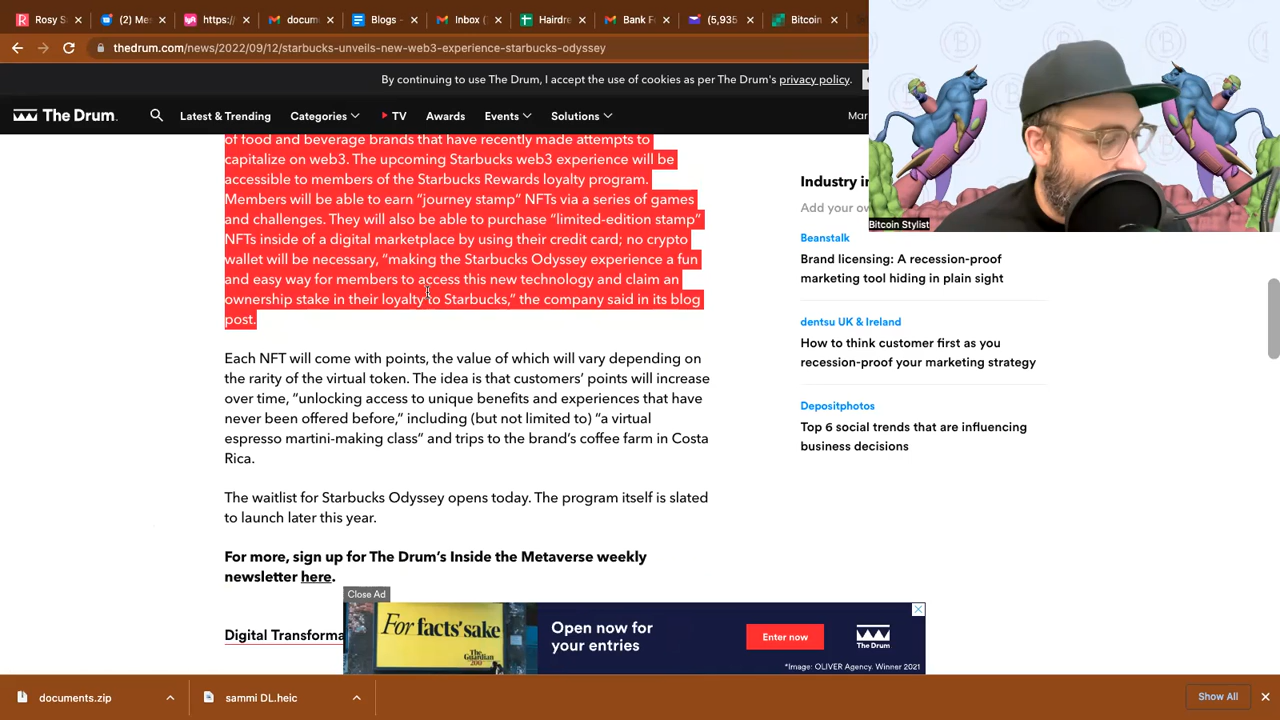 Rosy S
(2) Me
https:/
docum
Blogs -
Inbox (
Hairdre
Bank F
(5,935
Bitcoin
thedrum.com/news/2022/09/12/starbucks-unveils-new-web3-experience-starbucks-odyssey
By continuing to use The Drum, I accept the use of cookies as per The Drum's privacy policy.
The Drum.
Latest & Trending
Categories
TV
Awards
Events
Solutions
Mar
of food and beverage brands that have recently made attempts to
capitalize on web3. The upcoming Starbucks web3 experience will be
accessible to members of the Starbucks Rewards loyalty program.
Members will be able to earn “journey stamp” NFTs via a series of games
and challenges. They will also be able to purchase “limited-edition stamp”
NFTs inside of a digital marketplace by using their credit card; no crypto
wallet will be necessary, “making the Starbucks Odyssey experience a fun
and easy way for members to access this new technology and claim an
ownership stake in their loyalty to Starbucks,” the company said in its blog
post.
Each NFT will come with points, the value of which will vary depending on
the rarity of the virtual token. The idea is that customers’ points will increase
over time, “unlocking access to unique benefits and experiences that have
never been offered before,” including (but not limited to) “a virtual
espresso martini-making class” and trips to the brand’s coffee farm in Costa
Rica.
The waitlist for Starbucks Odyssey opens today. The program itself is slated
to launch later this year.
For more, sign up for The Drum’s Inside the Metaverse weekly
newsletter here.
Digital Transforma
Bitcoin Stylist
Industry in
Add your ow
Beanstalk
Brand licensing: A recession-proof
marketing tool hiding in plain sight
dentsu UK & Ireland
How to think customer first as you
recession-proof your marketing strategy
Depositphotos
Top 6 social trends that are influencing
business decisions
Close Ad
For facts' sake
The Guardian
200
Open now for
your entries
Enter now
The Drum
*Image: OLIVER Agency. Winner 2021
documents.zip
sammi DL.heic
Show All